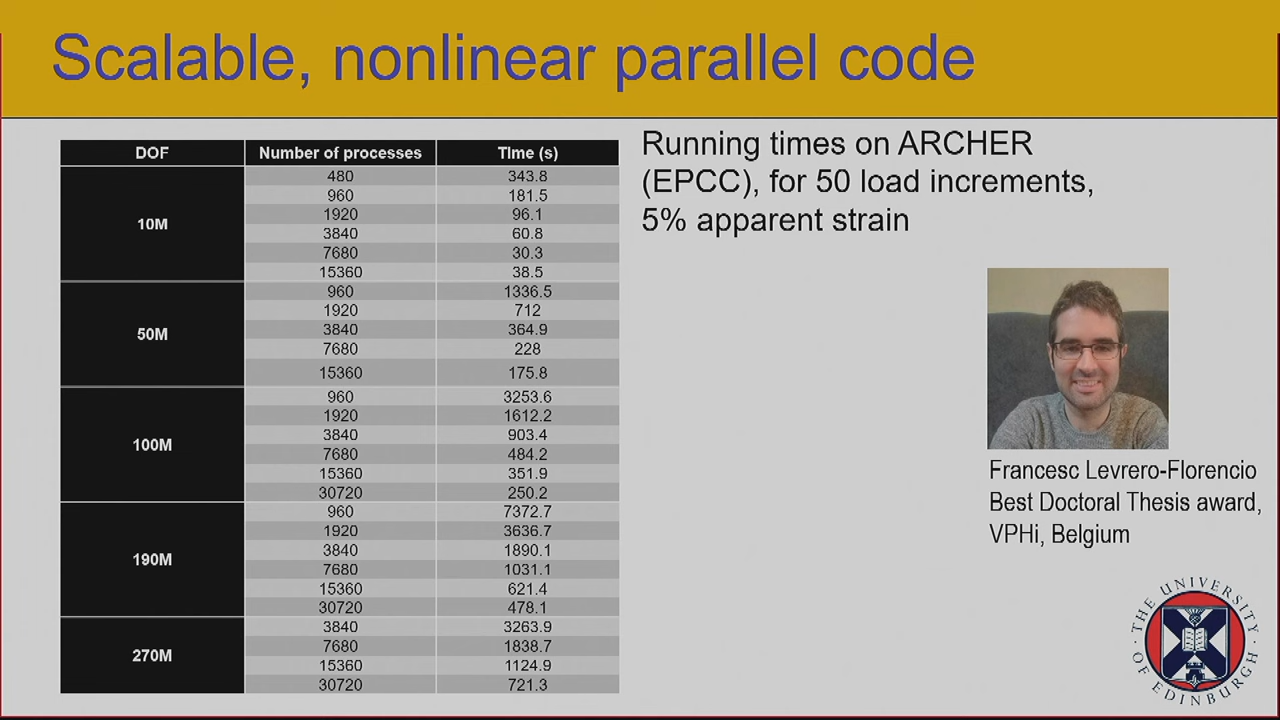 Scalable, nonlinear parallel code
DOF Number of processes Time (s)
10M
480 343.8
960 181.5
1920 96.1
3840 60.8
7680 30.3
15360 38.5
50M
960 1336.5
1920 712
3840 364.9
7680 228
15360 175.8
100M
960 3253.6
1920 1612.2
3840 903.4
7680 484.2
15360 351.9
30720 250.2
190M
960 7372.7
1920 3636.7
3840 1890.1
7680 1031.1
15360 621.4
30720 478.1
270M
3840 3263.9
7680 1838.7
15360 1124.9
30720 721.3
Running times on ARCHER
(EPCC), for 50 load increments,
5% apparent strain
Francesc Levrero-Florencio
Best Doctoral Thesis award,
VPHi, Belgium
THE UNIVERSITY
OF EDINBURGH